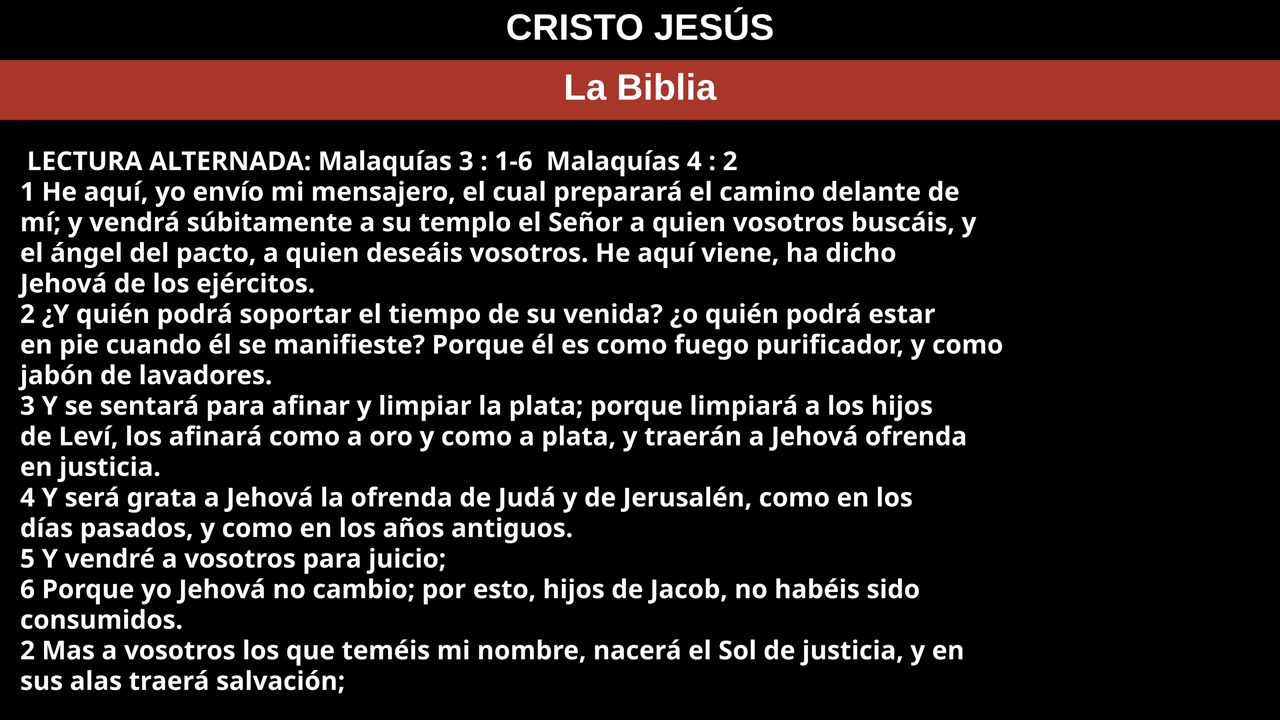 CRISTO JESÚS
La Biblia
LECTURA ALTERNADA: Malaquías 3 : 1-6  Malaquías 4 : 2
1 He aquí, yo envío mi mensajero, el cual preparará el camino delante de
mí; y vendrá súbitamente a su templo el Señor a quien vosotros buscáis, y
el ángel del pacto, a quien deseáis vosotros. He aquí viene, ha dicho
Jehová de los ejércitos.
2 ¿Y quién podrá soportar el tiempo de su venida? ¿o quién podrá estar
en pie cuando él se manifieste? Porque él es como fuego purificador, y como
jabón de lavadores.
3 Y se sentará para afinar y limpiar la plata; porque limpiará a los hijos
de Leví, los afinará como a oro y como a plata, y traerán a Jehová ofrenda
en justicia.
4 Y será grata a Jehová la ofrenda de Judá y de Jerusalén, como en los
días pasados, y como en los años antiguos.
5 Y vendré a vosotros para juicio;
6 Porque yo Jehová no cambio; por esto, hijos de Jacob, no habéis sido
consumidos.
2 Mas a vosotros los que teméis mi nombre, nacerá el Sol de justicia, y en
sus alas traerá salvación;